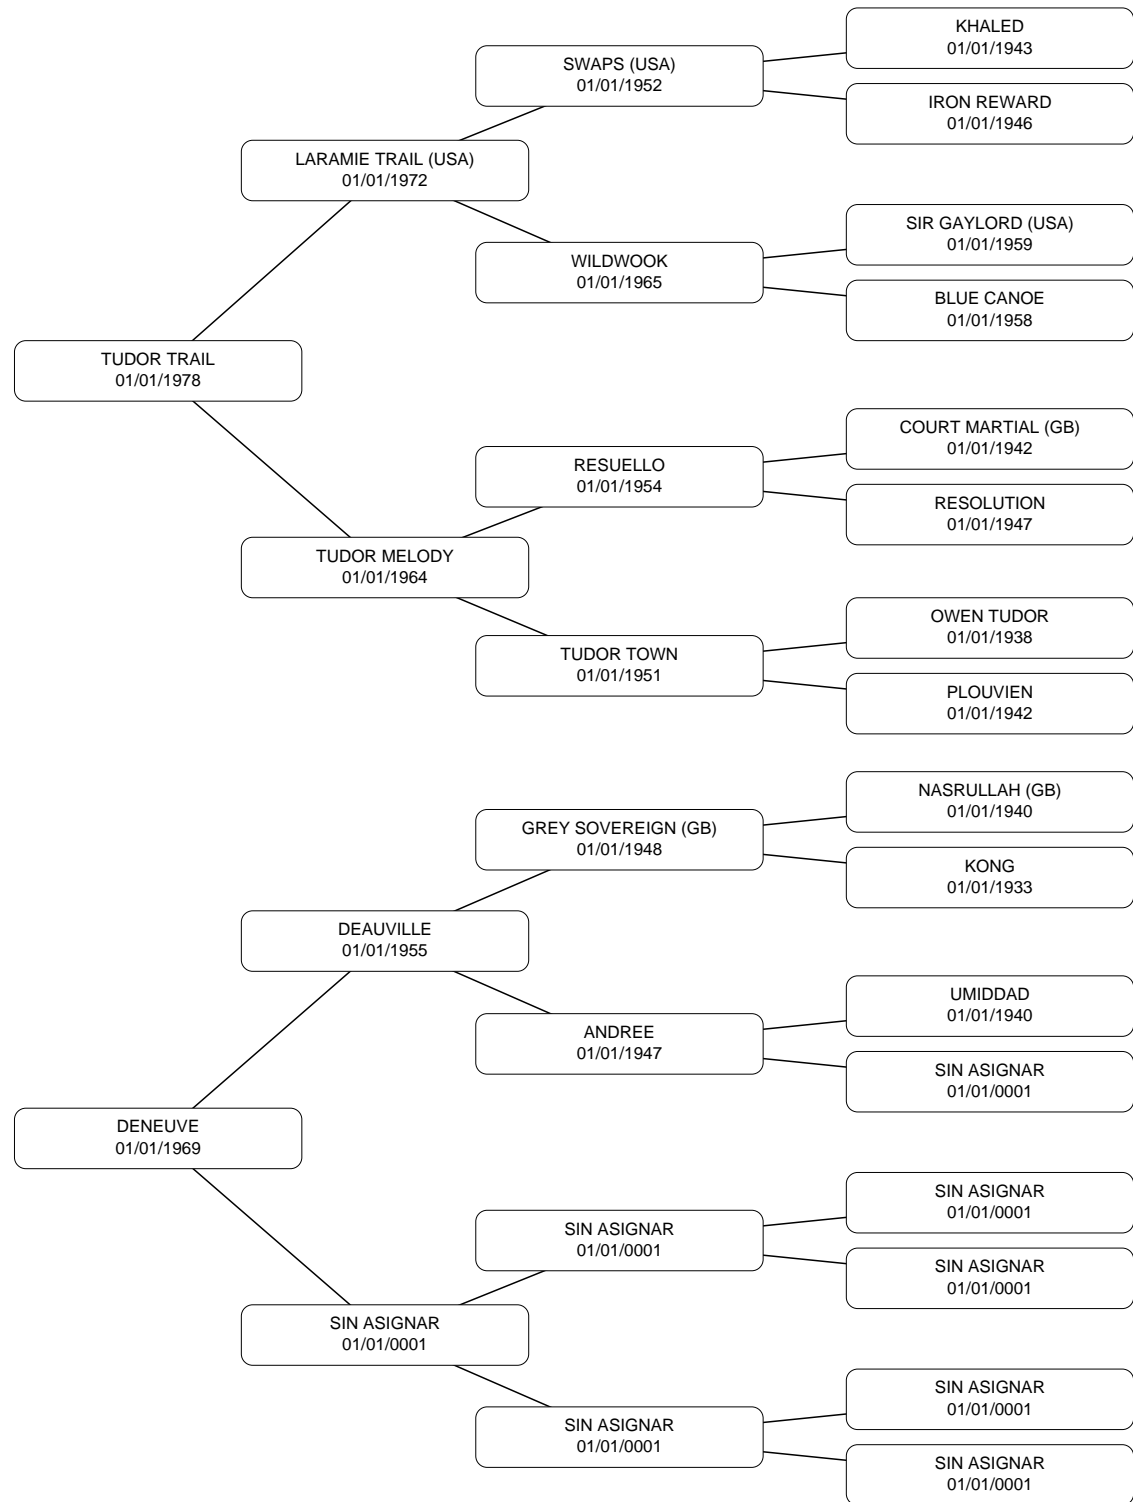 KHALED
01/01/1943
SWAPS (USA)
01/01/1952
IRON REWARD
01/01/1946
LARAMIE TRAIL (USA)
01/01/1972
SIR GAYLORD (USA)
01/01/1959
WILDWOOK
01/01/1965
BLUE CANOE
01/01/1958
TUDOR TRAIL
01/01/1978
COURT MARTIAL (GB)
01/01/1942
RESUELLO
01/01/1954
RESOLUTION
01/01/1947
TUDOR MELODY
01/01/1964
OWEN TUDOR
01/01/1938
TUDOR TOWN
01/01/1951
PLOUVIEN
01/01/1942
NASRULLAH (GB)
01/01/1940
GREY SOVEREIGN (GB)
01/01/1948
KONG
01/01/1933
DEAUVILLE
01/01/1955
UMIDDAD
01/01/1940
ANDREE
01/01/1947
SIN ASIGNAR
01/01/0001
DENEUVE
01/01/1969
SIN ASIGNAR
01/01/0001
SIN ASIGNAR
01/01/0001
SIN ASIGNAR
01/01/0001
SIN ASIGNAR
01/01/0001
SIN ASIGNAR
01/01/0001
SIN ASIGNAR
01/01/0001
SIN ASIGNAR
01/01/0001